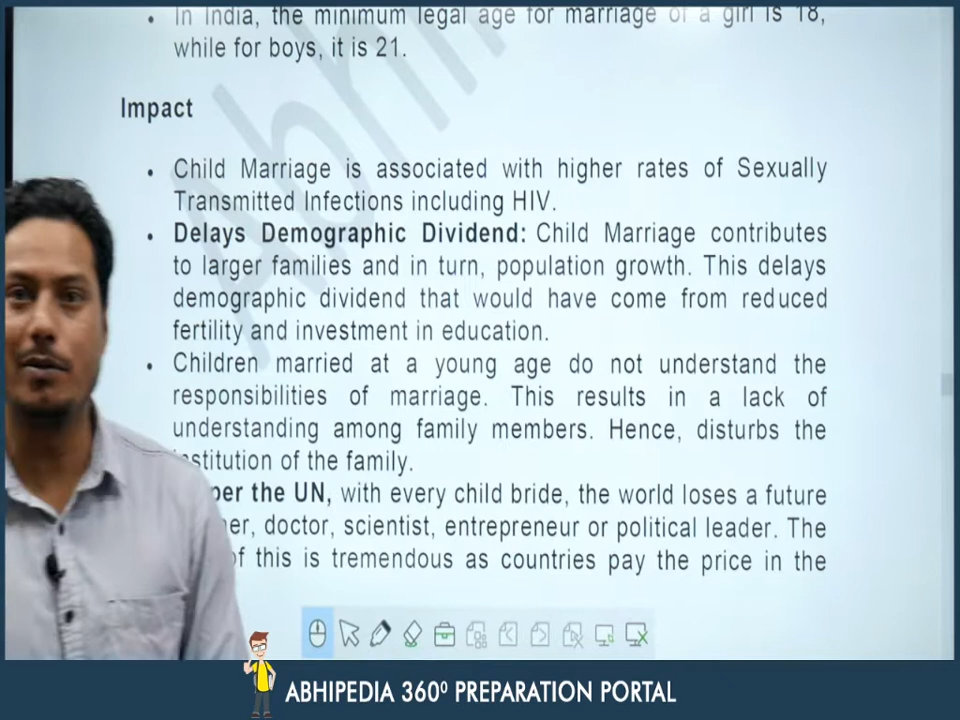 • In India, the minimum legal age for marriage of a girl is 18,
while for boys, it is 21.
Impact
• Child Marriage is associated with higher rates of Sexually
Transmitted Infections including HIV.
• Delays Demographic Dividend: Child Marriage contributes
to larger families and in turn, population growth. This delays
demographic dividend that would have come from reduced
fertility and investment in education.
• Children married at a young age do not understand the
responsibilities of marriage. This results in a lack of
understanding among family members. Hence, disturbs the
institution of the family.
per the UN, with every child bride, the world loses a future
doctor, scientist, entrepreneur or political leader. The
of this is tremendous as countries pay the price in the
ABHIPEDIA 360⁰ PREPARATION PORTAL